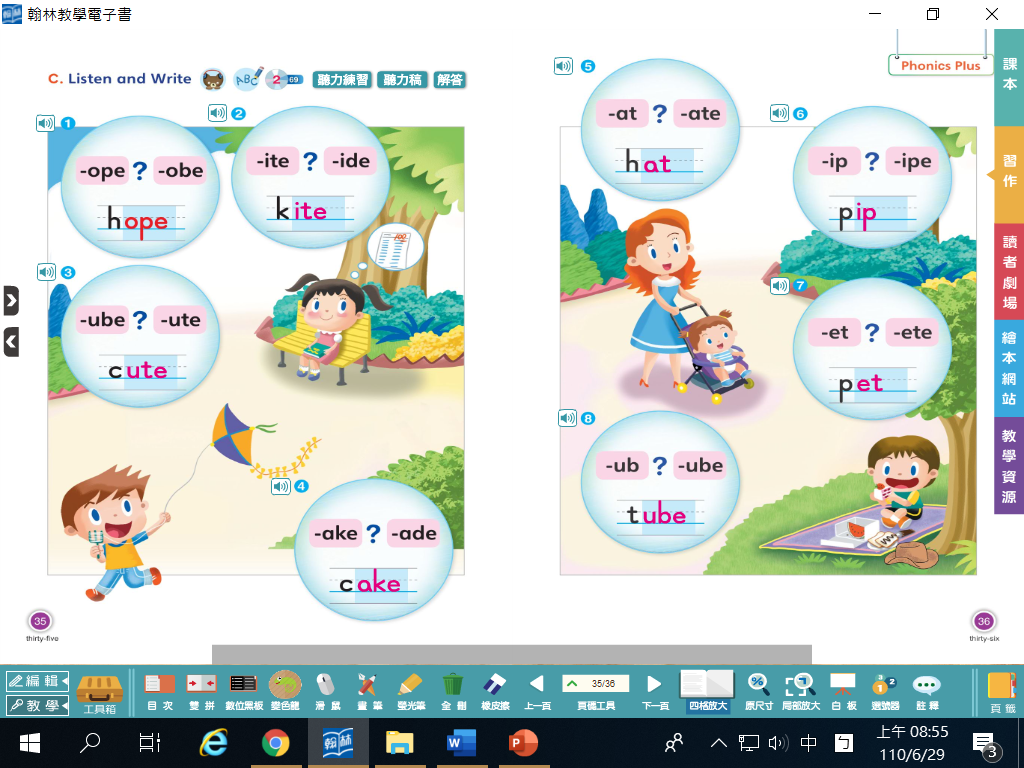 翰林教學電子書
C. Listen and Write
ABC
2 69
聽力練習 聽力稿 解答
1
-ope ? -obe
hope
2
-ite ? -ide
kite
100
3
-ube ? -ute
cute
4
-ake ? -ade
cake
35
thirty-five
Phonics Plus
5
-at ? -ate
hat
6
-ip ? -ipe
pip
7
-et ? -ete
pet
8
-ub ? -ube
tube
36
thirty-six
課本
習作
讀者劇場
繪本網站
教學資源
編輯
教學
工具箱
目次 雙拼 數位黑板 變色龍 滑鼠 畫筆 螢光筆 全刪 橡皮擦 上一頁 頁碼工具 下一頁 四格放大 原尺寸 局部放大 白板 選號器 註釋 頁籤
35/36
中 ㄅ
上午 08:55
110/6/29
3